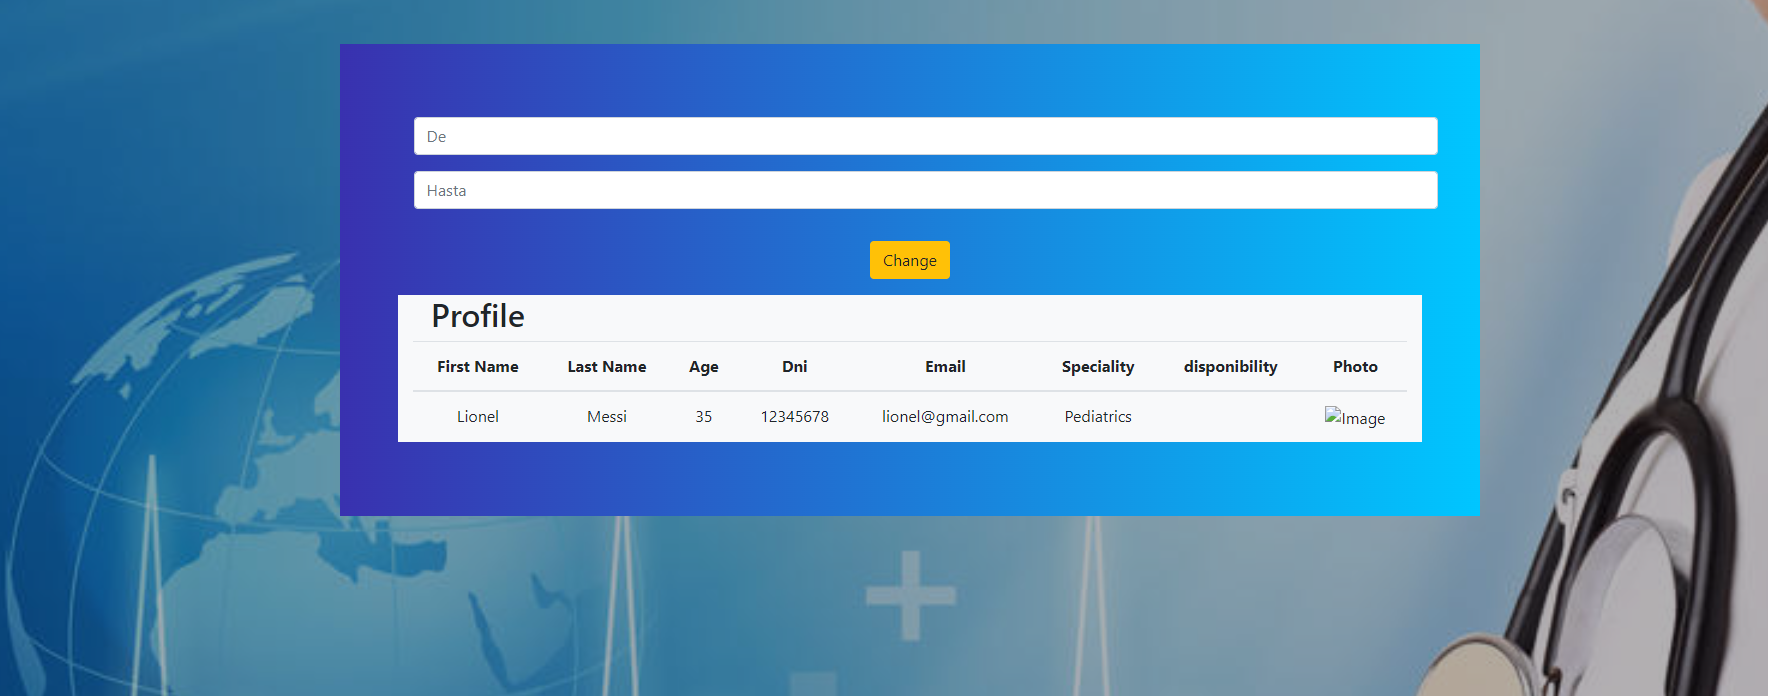 De
Hasta
Change
Profile
First Name Last Name Age Dni Email Speciality disponibility Photo
Lionel Messi 35 12345678 lionel@gmail.com Pediatrics Image